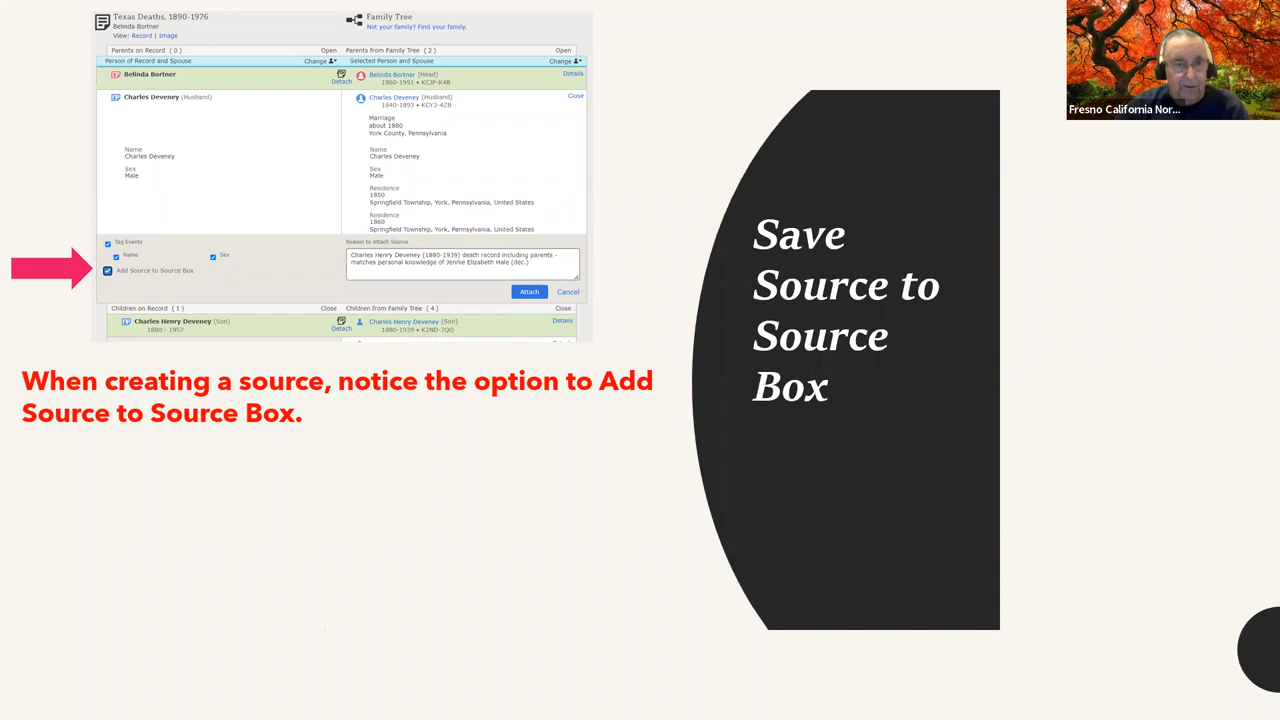 Texas Deaths, 1890-1976
Belinda Bortner
View: Record | Image
Family Tree
Not your family? Find your family.
Parents on Record ( 0 ) Open
Parents from Family Tree ( 2 ) Open
Person of Record and Spouse Change
Selected Person and Spouse Change
Belinda Bortner
Detach
Belinda Bortner (Head) Details
1860-1951 • KCJP-K4B
Charles Deveney (Husband)
Name
Charles Deveney
Sex
Male
Charles Deveney (Husband) Close
1840-1893 • KCY3-4ZB
Marriage
about 1880
York County, Pennsylvania
Name
Charles Deveney
Sex
Male
Residence
1850
Springfield Township, York, Pennsylvania, United States
Residence
1860
Springfield Township, York, Pennsylvania, United States
Tag Events
Name Sex
Add Source to Source Box
Reason to Attach Source
Charles Henry Deveney (1880-1939) death record including parents -
matches personal knowledge of Jennie Elizabeth Hale (dec.)
Attach Cancel
Children on Record ( 1 ) Close
Children from Family Tree ( 4 ) Close
Charles Henry Deveney (Son)
1880 - 1957
Detach
Charles Henry Deveney (Son) Details
1880-1939 • K2ND-7QQ
When creating a source, notice the option to Add
Source to Source Box.
Save
Source to
Source
Box
Fresno California Nor...